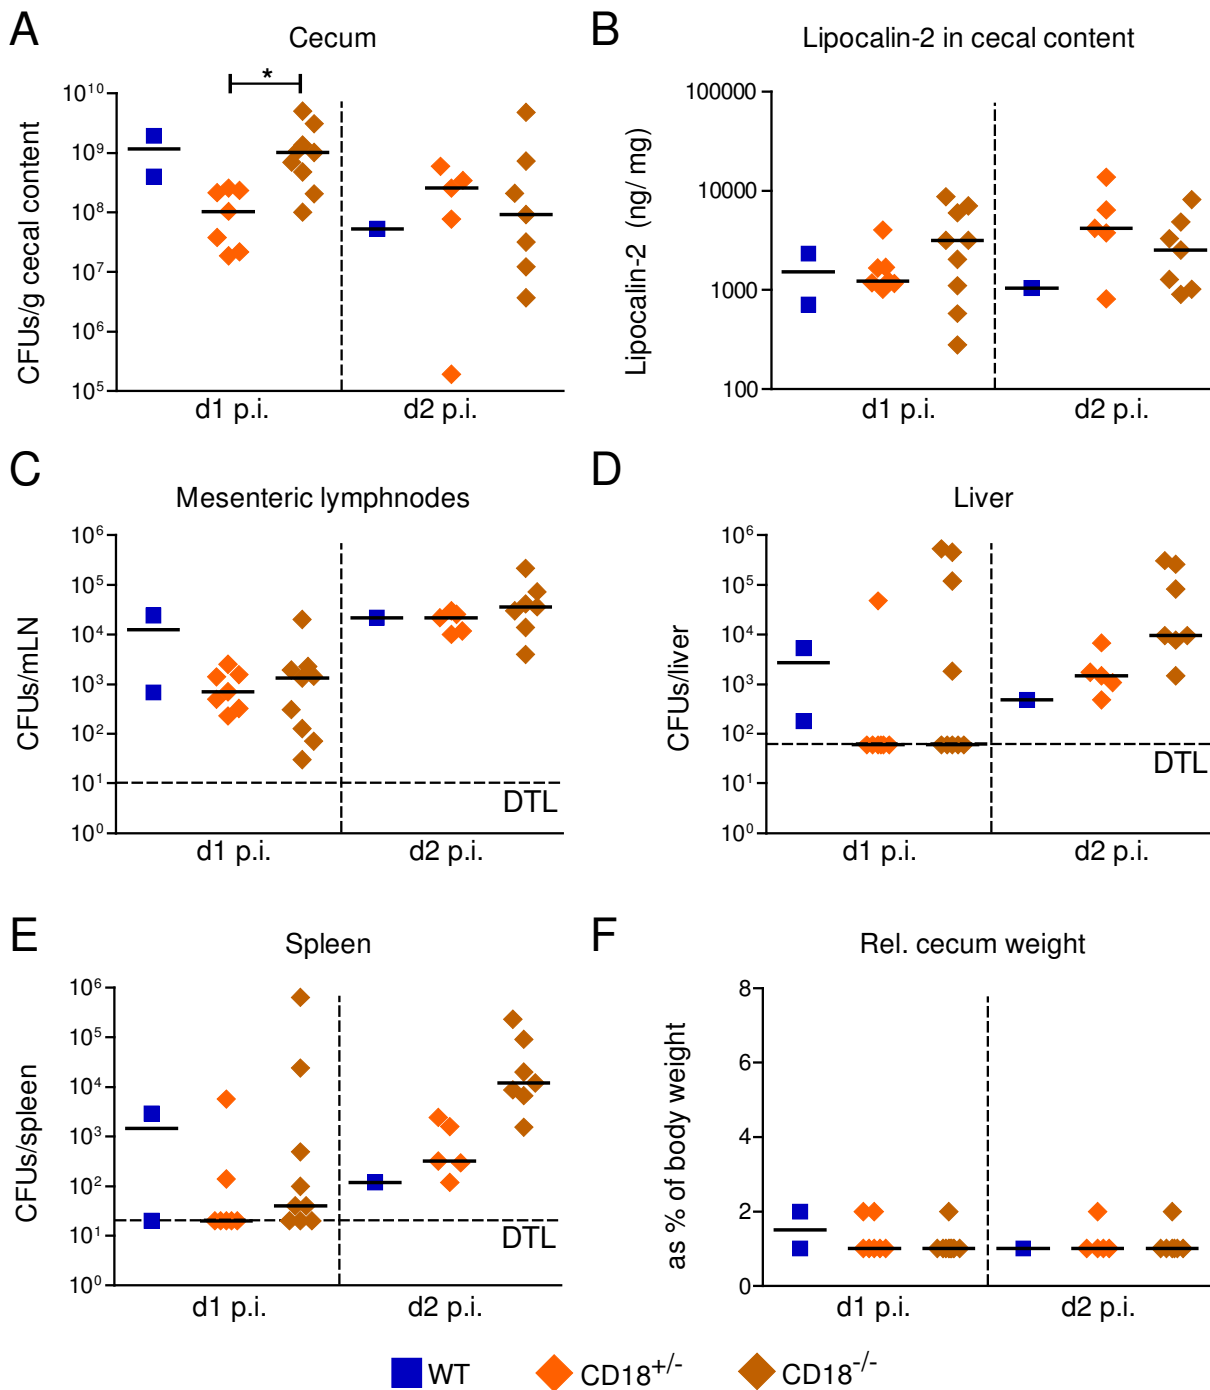 A
Cecum
*
CFUs/g cecal content
10¹⁰
10⁹
10⁸
10⁷
10⁶
10⁵
d1 p.i.
d2 p.i.
B
Lipocalin-2 in cecal content
Lipocalin-2 (ng/ mg)
100000
10000
1000
100
d1 p.i.
d2 p.i.
C
Mesenteric lymphnodes
CFUs/mLN
10⁶
10⁵
10⁴
10³
10²
10¹
10⁰
DTL
d1 p.i.
d2 p.i.
D
Liver
CFUs/liver
10⁶
10⁵
10⁴
10³
10²
10¹
10⁰
DTL
d1 p.i.
d2 p.i.
E
Spleen
CFUs/spleen
10⁶
10⁵
10⁴
10³
10²
10¹
10⁰
DTL
d1 p.i.
d2 p.i.
F
Rel. cecum weight
as % of body weight
8
6
4
2
0
d1 p.i.
d2 p.i.
WT
CD18⁺/⁻
CD18⁻/⁻